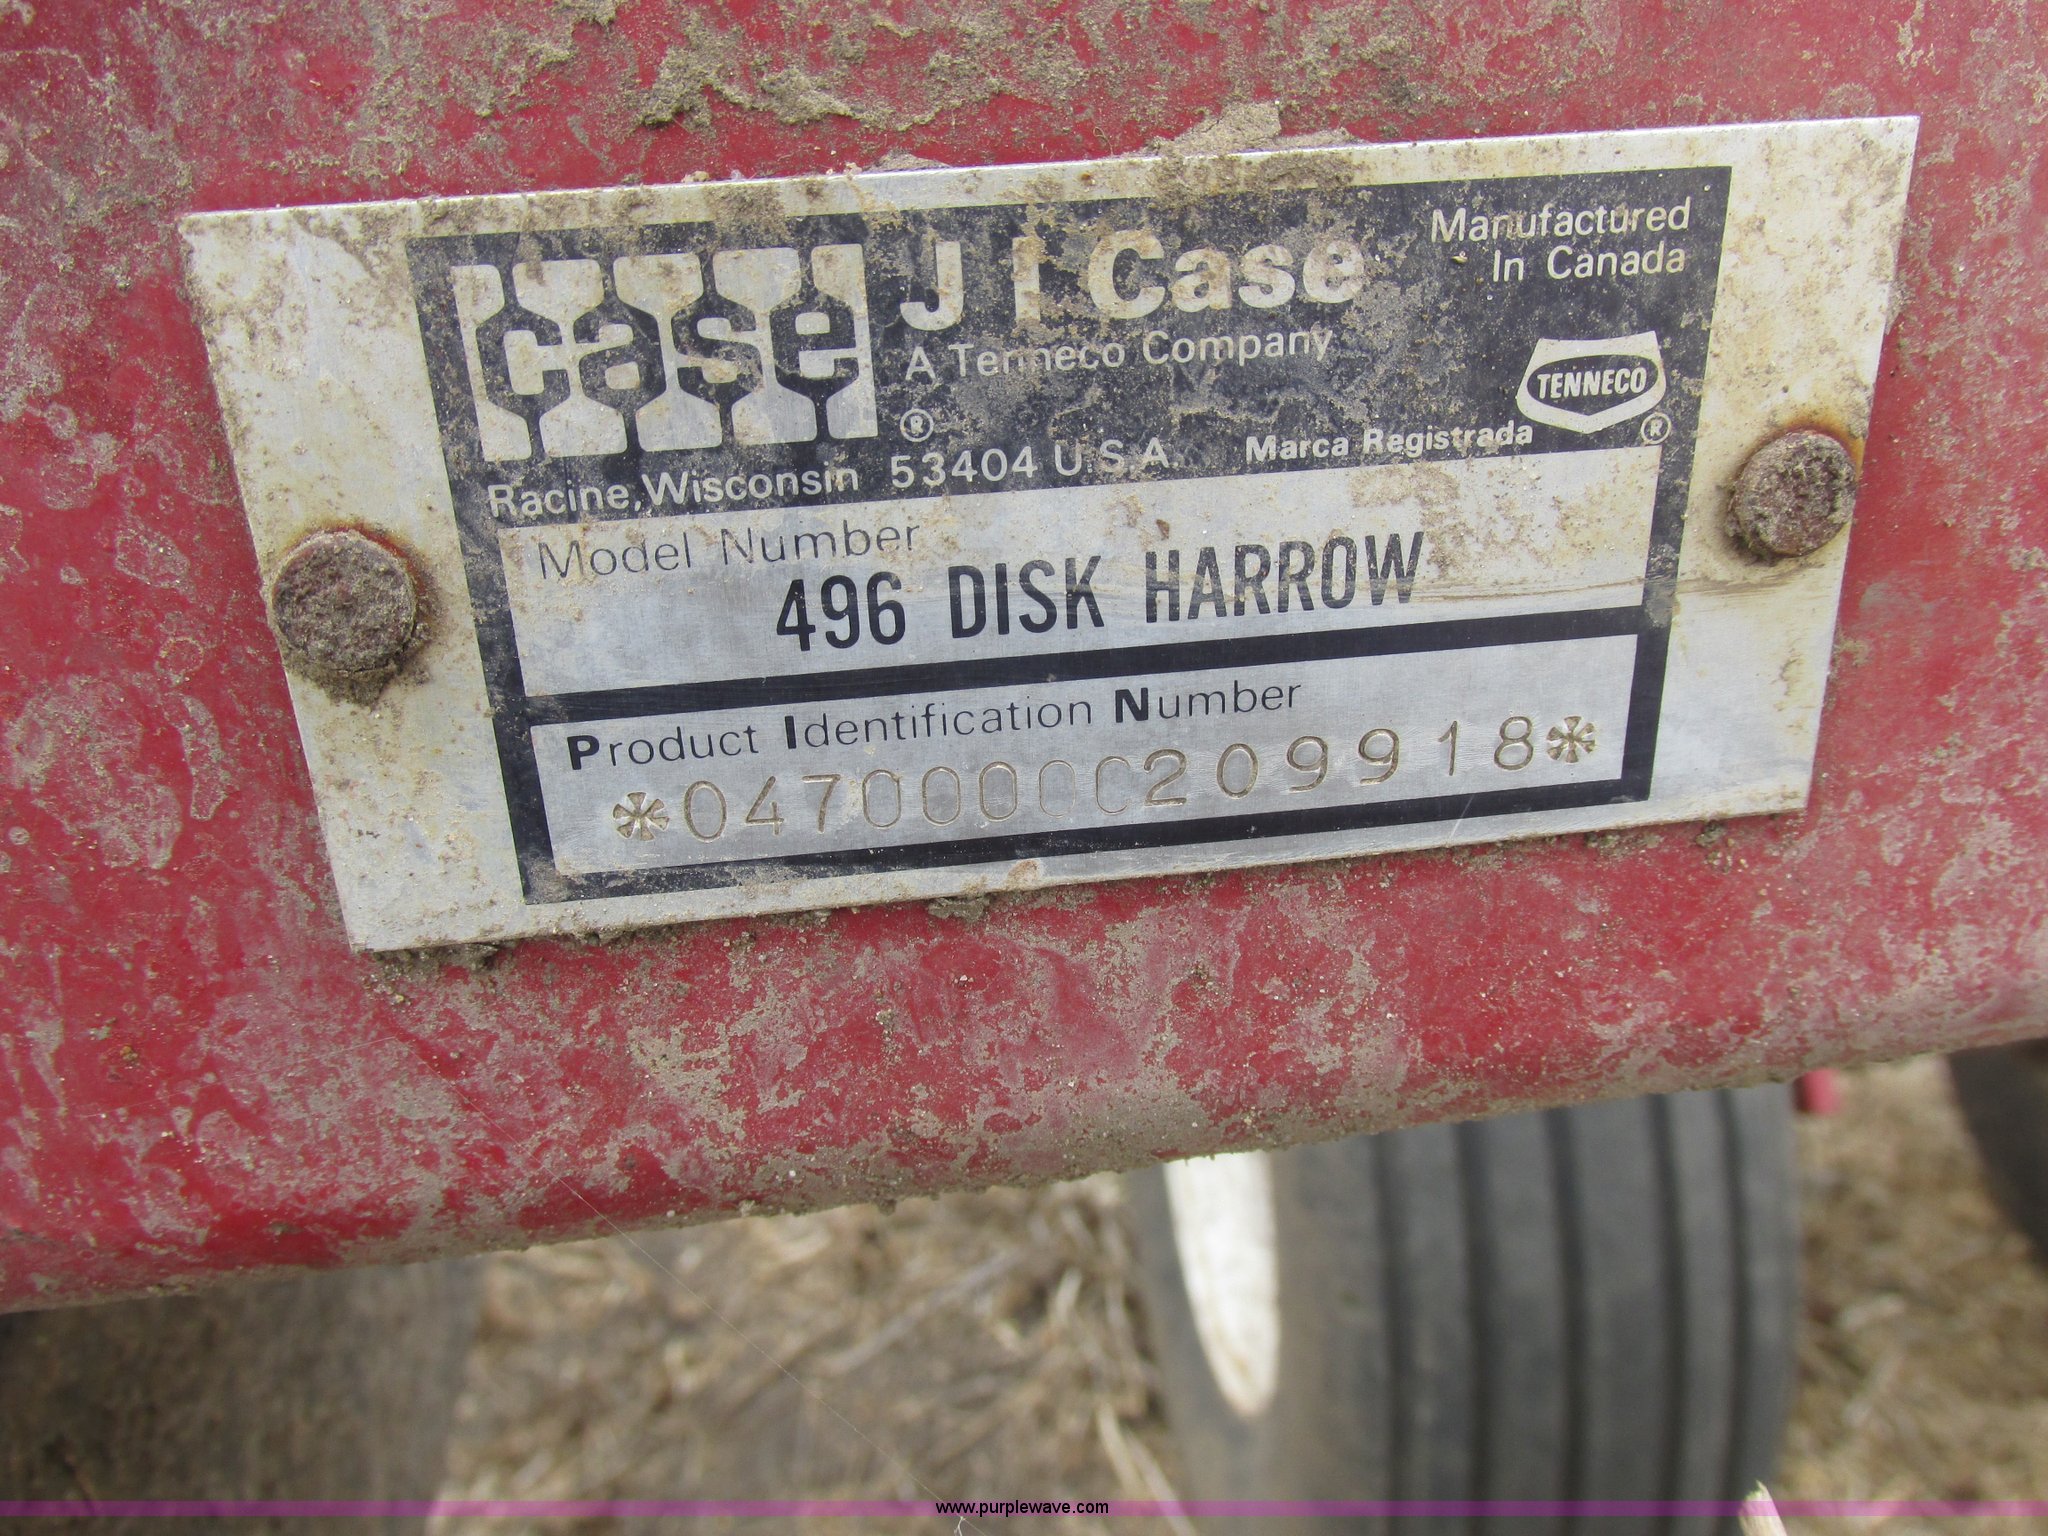 case
J I Case
Manufactured
In Canada
A Tenneco Company
TENNECO
®
Marca Registrada
®
Racine, Wisconsin 53404 U.S.A.
Model Number
496 DISK HARROW
Product Identification Number
*04700000209918*
www.purplewave.com